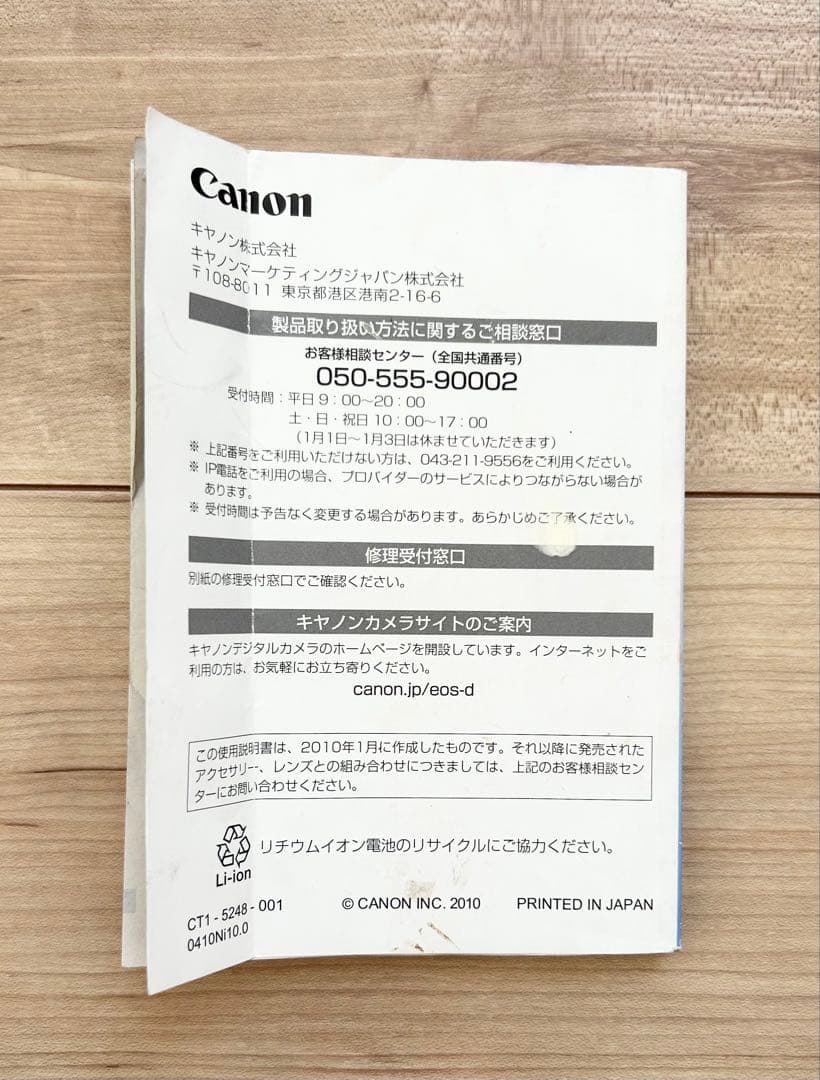 Canon
キヤノン株式会社
キヤノンマーケティングジャパン株式会社
〒108-8011 東京都港区港南2-16-6
製品取り扱い方法に関するご相談窓口
お客様相談センター（全国共通番号）
050-555-90002
受付時間：平日 9：00～20：00
土・日・祝日 10：00～17：00
（1月1日～1月3日は休ませていただきます）
※ 上記番号をご利用いただけない方は、043-211-9556をご利用ください。
※ IP電話をご利用の場合、プロバイダーのサービスによりつながらない場合が
あります。
※ 受付時間は予告なく変更する場合があります。あらかじめご了承ください。
修理受付窓口
別紙の修理受付窓口でご確認ください。
キヤノンカメラサイトのご案内
キヤノンデジタルカメラのホームページを開設しています。インターネットをご
利用の方は、お気軽にお立ち寄りください。
canon.jp/eos-d
この使用説明書は、2010年1月に作成したものです。それ以降に発売された
アクセサリー、レンズとの組み合わせにつきましては、上記のお客様相談セン
ターにお問い合わせください。
リチウムイオン電池のリサイクルにご協力ください。
Li-ion
CT1-5248-001 © CANON INC. 2010 PRINTED IN JAPAN
0410Ni10.0